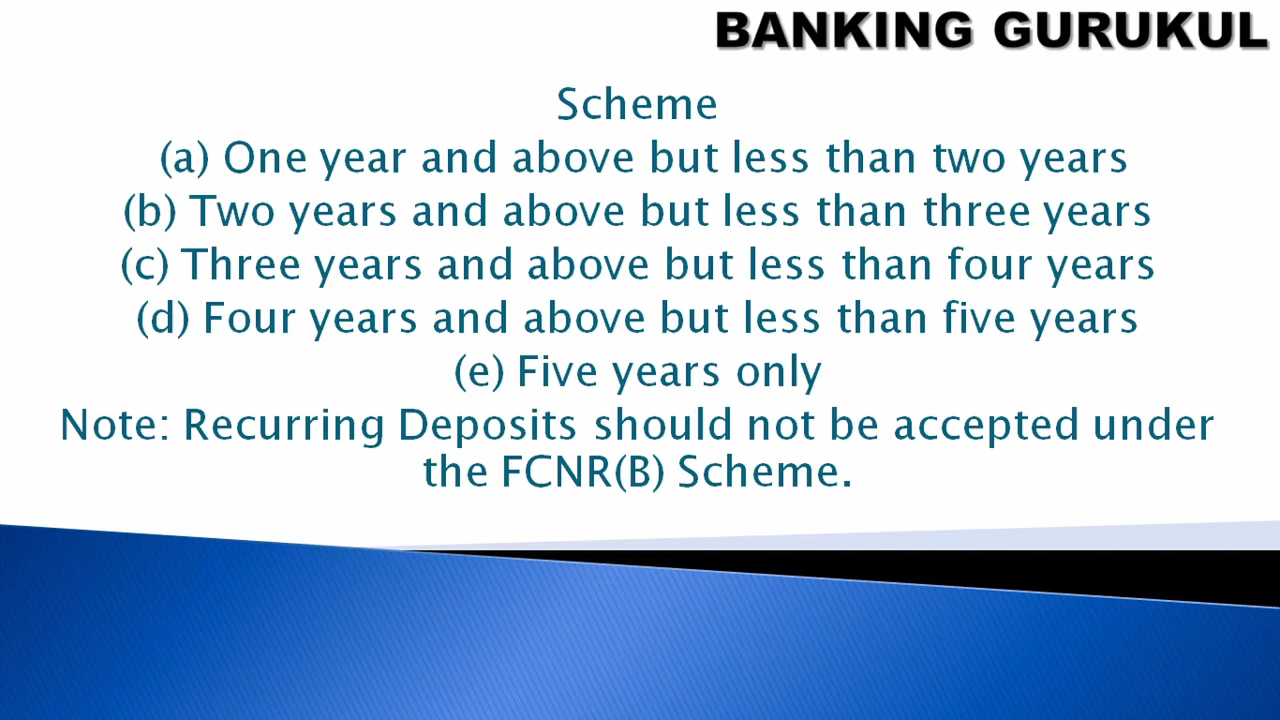 BANKING GURUKUL
Scheme
(a) One year and above but less than two years
(b) Two years and above but less than three years
(c) Three years and above but less than four years
(d) Four years and above but less than five years
(e) Five years only
Note: Recurring Deposits should not be accepted under
the FCNR(B) Scheme.